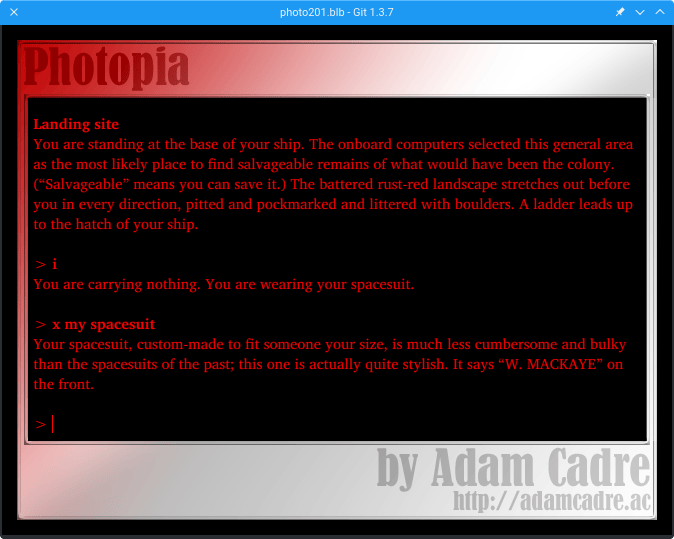 photo201.blb - Git 1.3.7
Photopia
Landing site
You are standing at the base of your ship. The onboard computers selected this general area
as the most likely place to find salvageable remains of what would have been the colony.
(“Salvageable” means you can save it.) The battered rust-red landscape stretches out before
you in every direction, pitted and pockmarked and littered with boulders. A ladder leads up
to the hatch of your ship.
> i
You are carrying nothing. You are wearing your spacesuit.
> x my spacesuit
Your spacesuit, custom-made to fit someone your size, is much less cumbersome and bulky
than the spacesuits of the past; this one is actually quite stylish. It says “W. MACKAYE” on
the front.
>
by Adam Cadre
http://adamcadre.ac